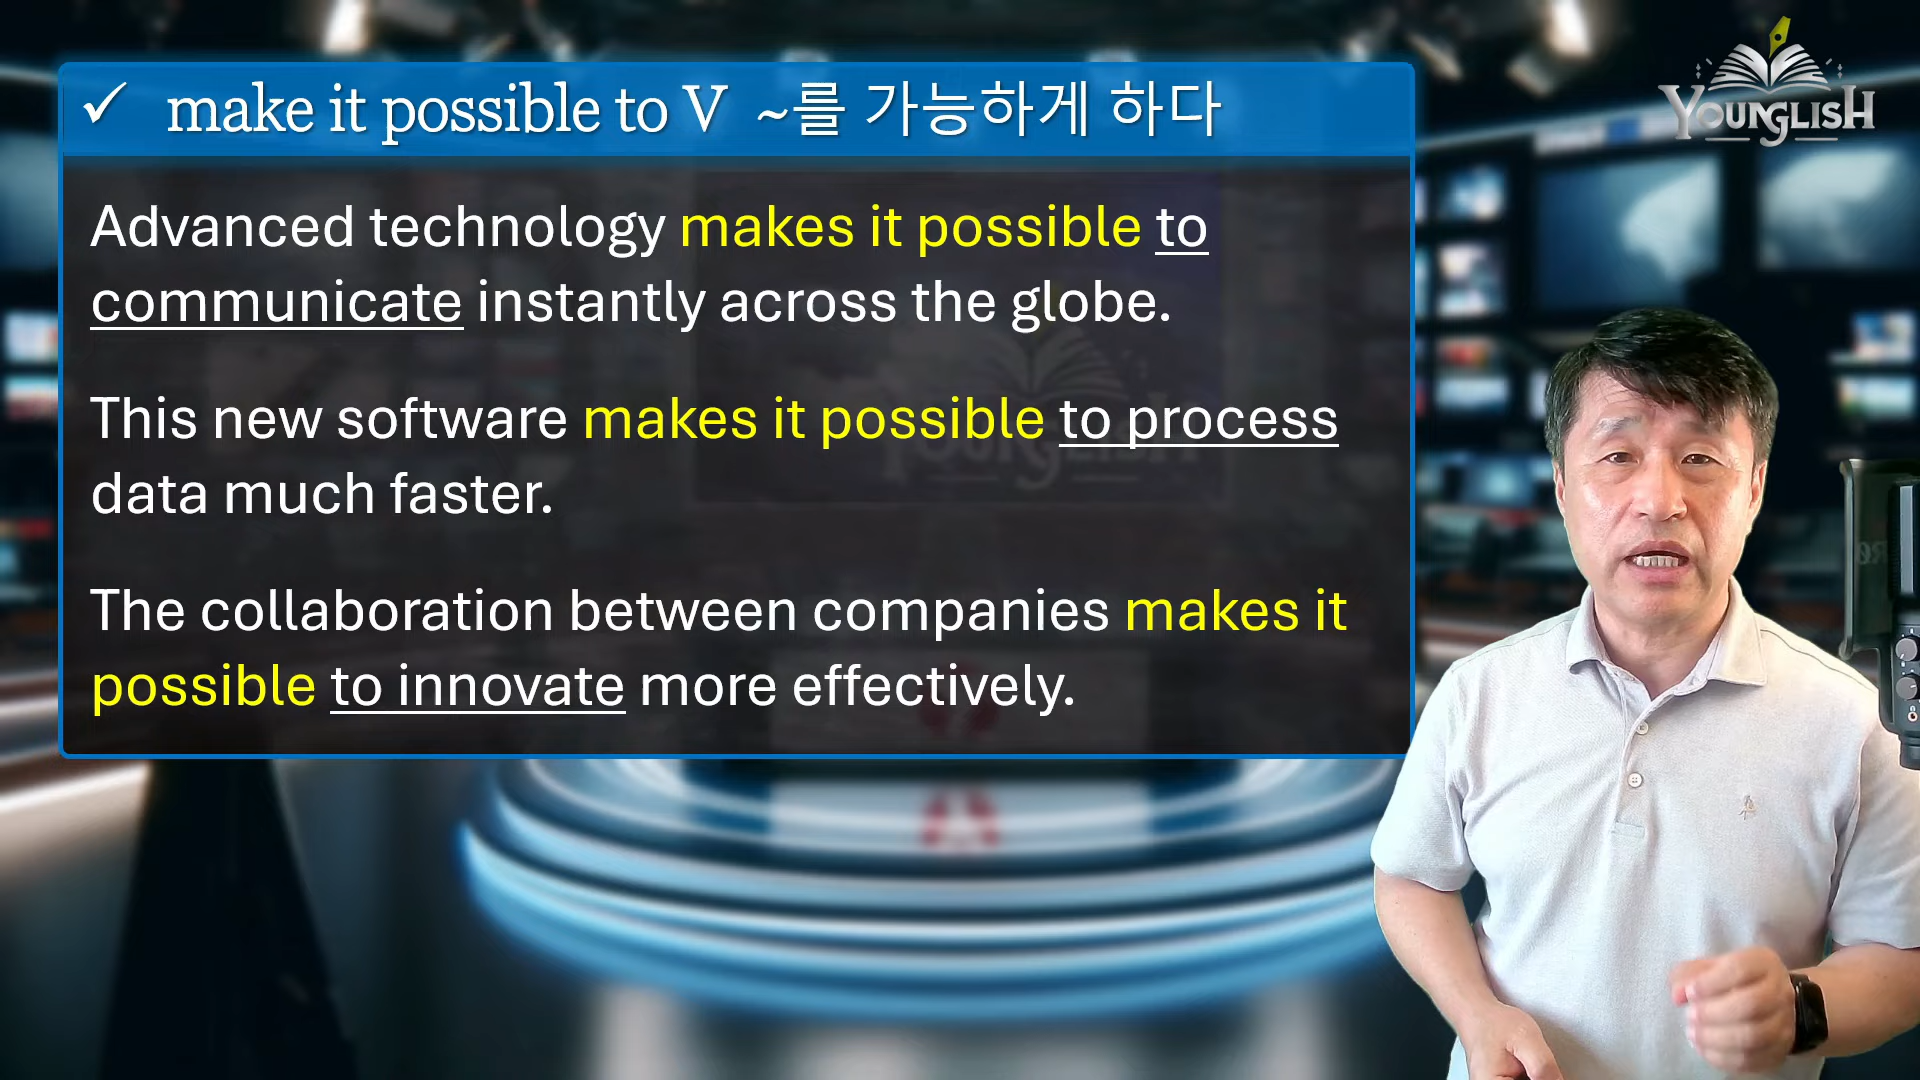 ✓ make it possible to V ~를 가능하게 하다
YOUNGLISH
Advanced technology makes it possible to
communicate instantly across the globe.
This new software makes it possible to process
data much faster.
The collaboration between companies makes it
possible to innovate more effectively.